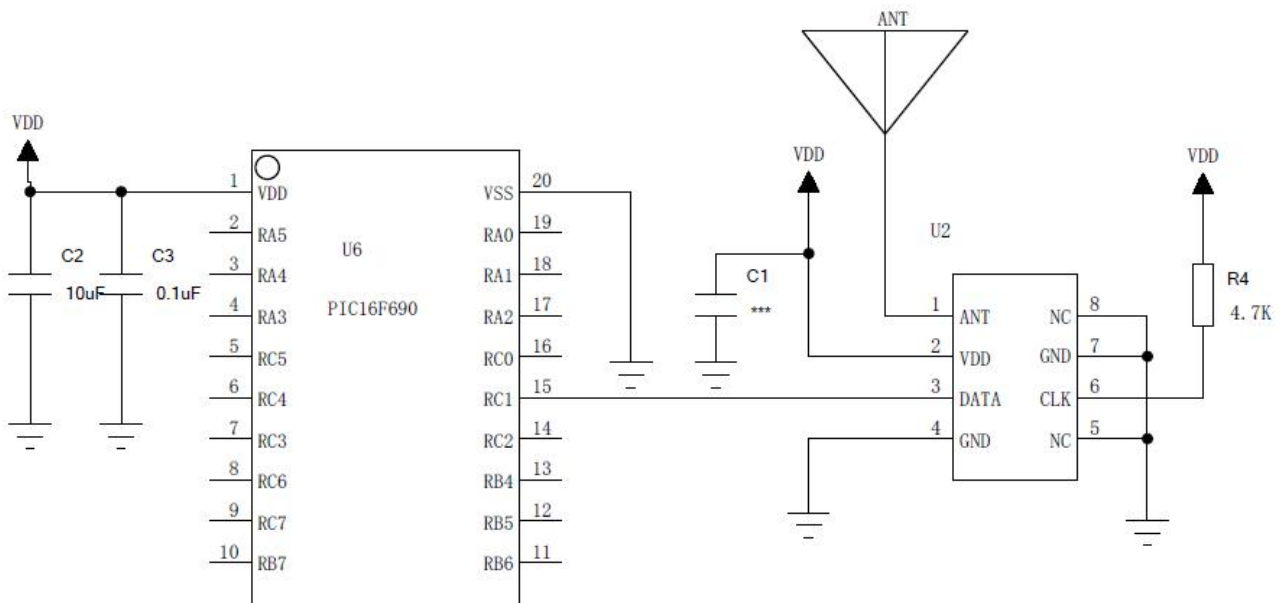 ANT
VDD
VDD
VDD
1 VDD VSS 20
2 RA5 RA0 19
3 RA4 RA1 18
4 RA3 RA2 17
5 RC5 RC0 16
6 RC4 RC1 15
7 RC3 RC2 14
8 RC6 RB4 13
9 RC7 RB5 12
10 RB7 RB6 11
U6
PIC16F690
C2
10uF
C3
0.1uF
C1
***
U2
1 ANT NC 8
2 VDD GND 7
3 DATA CLK 6
4 GND NC 5
R4
4.7K